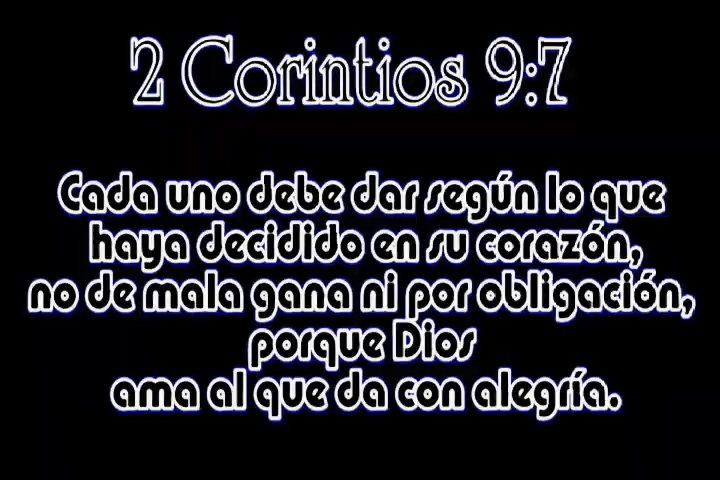 2 Corintios 9:7
Cada uno debe dar según lo que
haya decidido en su corazón,
no de mala gana ni por obligación,
porque Dios
ama al que da con alegría.